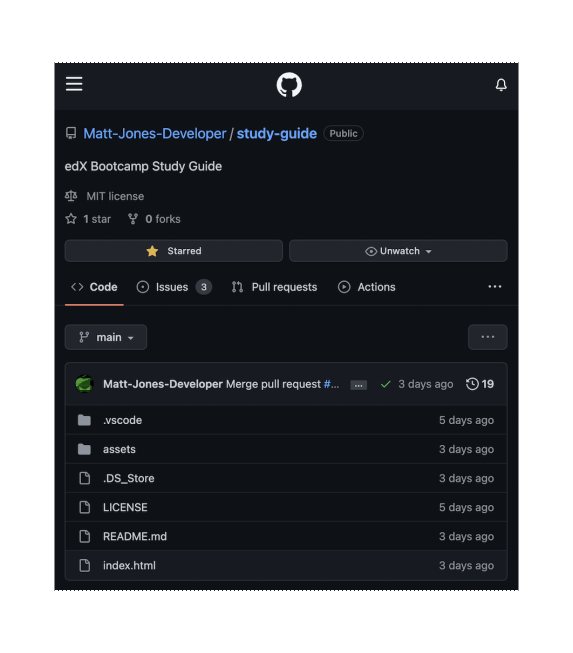 Matt-Jones-Developer / study-guide Public
edX Bootcamp Study Guide
MIT license
1 star 0 forks
Starred Unwatch
Code Issues 3 Pull requests Actions ...
main ...
Matt-Jones-Developer Merge pull request #... ... 3 days ago 19
.vscode 5 days ago
assets 3 days ago
.DS_Store 3 days ago
LICENSE 5 days ago
README.md 3 days ago
index.html 3 days ago